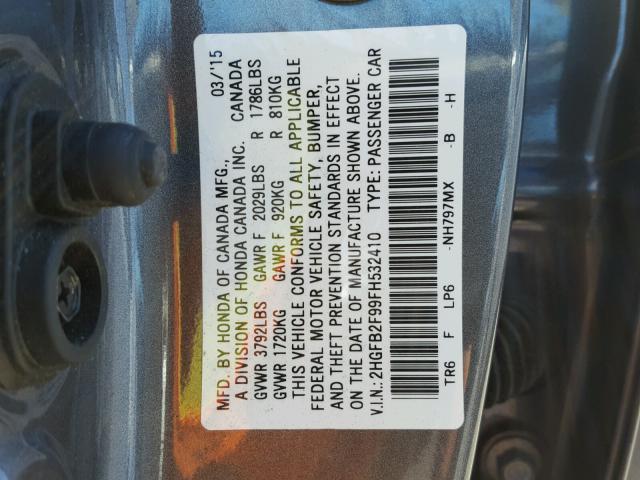 MFD. BY HONDA OF CANADA MFG., 03/'15
A DIVISION OF HONDA CANADA INC. CANADA
GVWR 3792LBS GAWR F 2029LBS R 1786LBS
GVWR 1720KG GAWR F 920KG R 810KG
THIS VEHICLE CONFORMS TO ALL APPLICABLE
FEDERAL MOTOR VEHICLE SAFETY, BUMPER,
AND THEFT PREVENTION STANDARDS IN EFFECT
ON THE DATE OF MANUFACTURE SHOWN ABOVE.
V.I.N.: 2HGFB2F99FH532410 TYPE: PASSENGER CAR
TR6 F LP6 -NH797MX -B -H